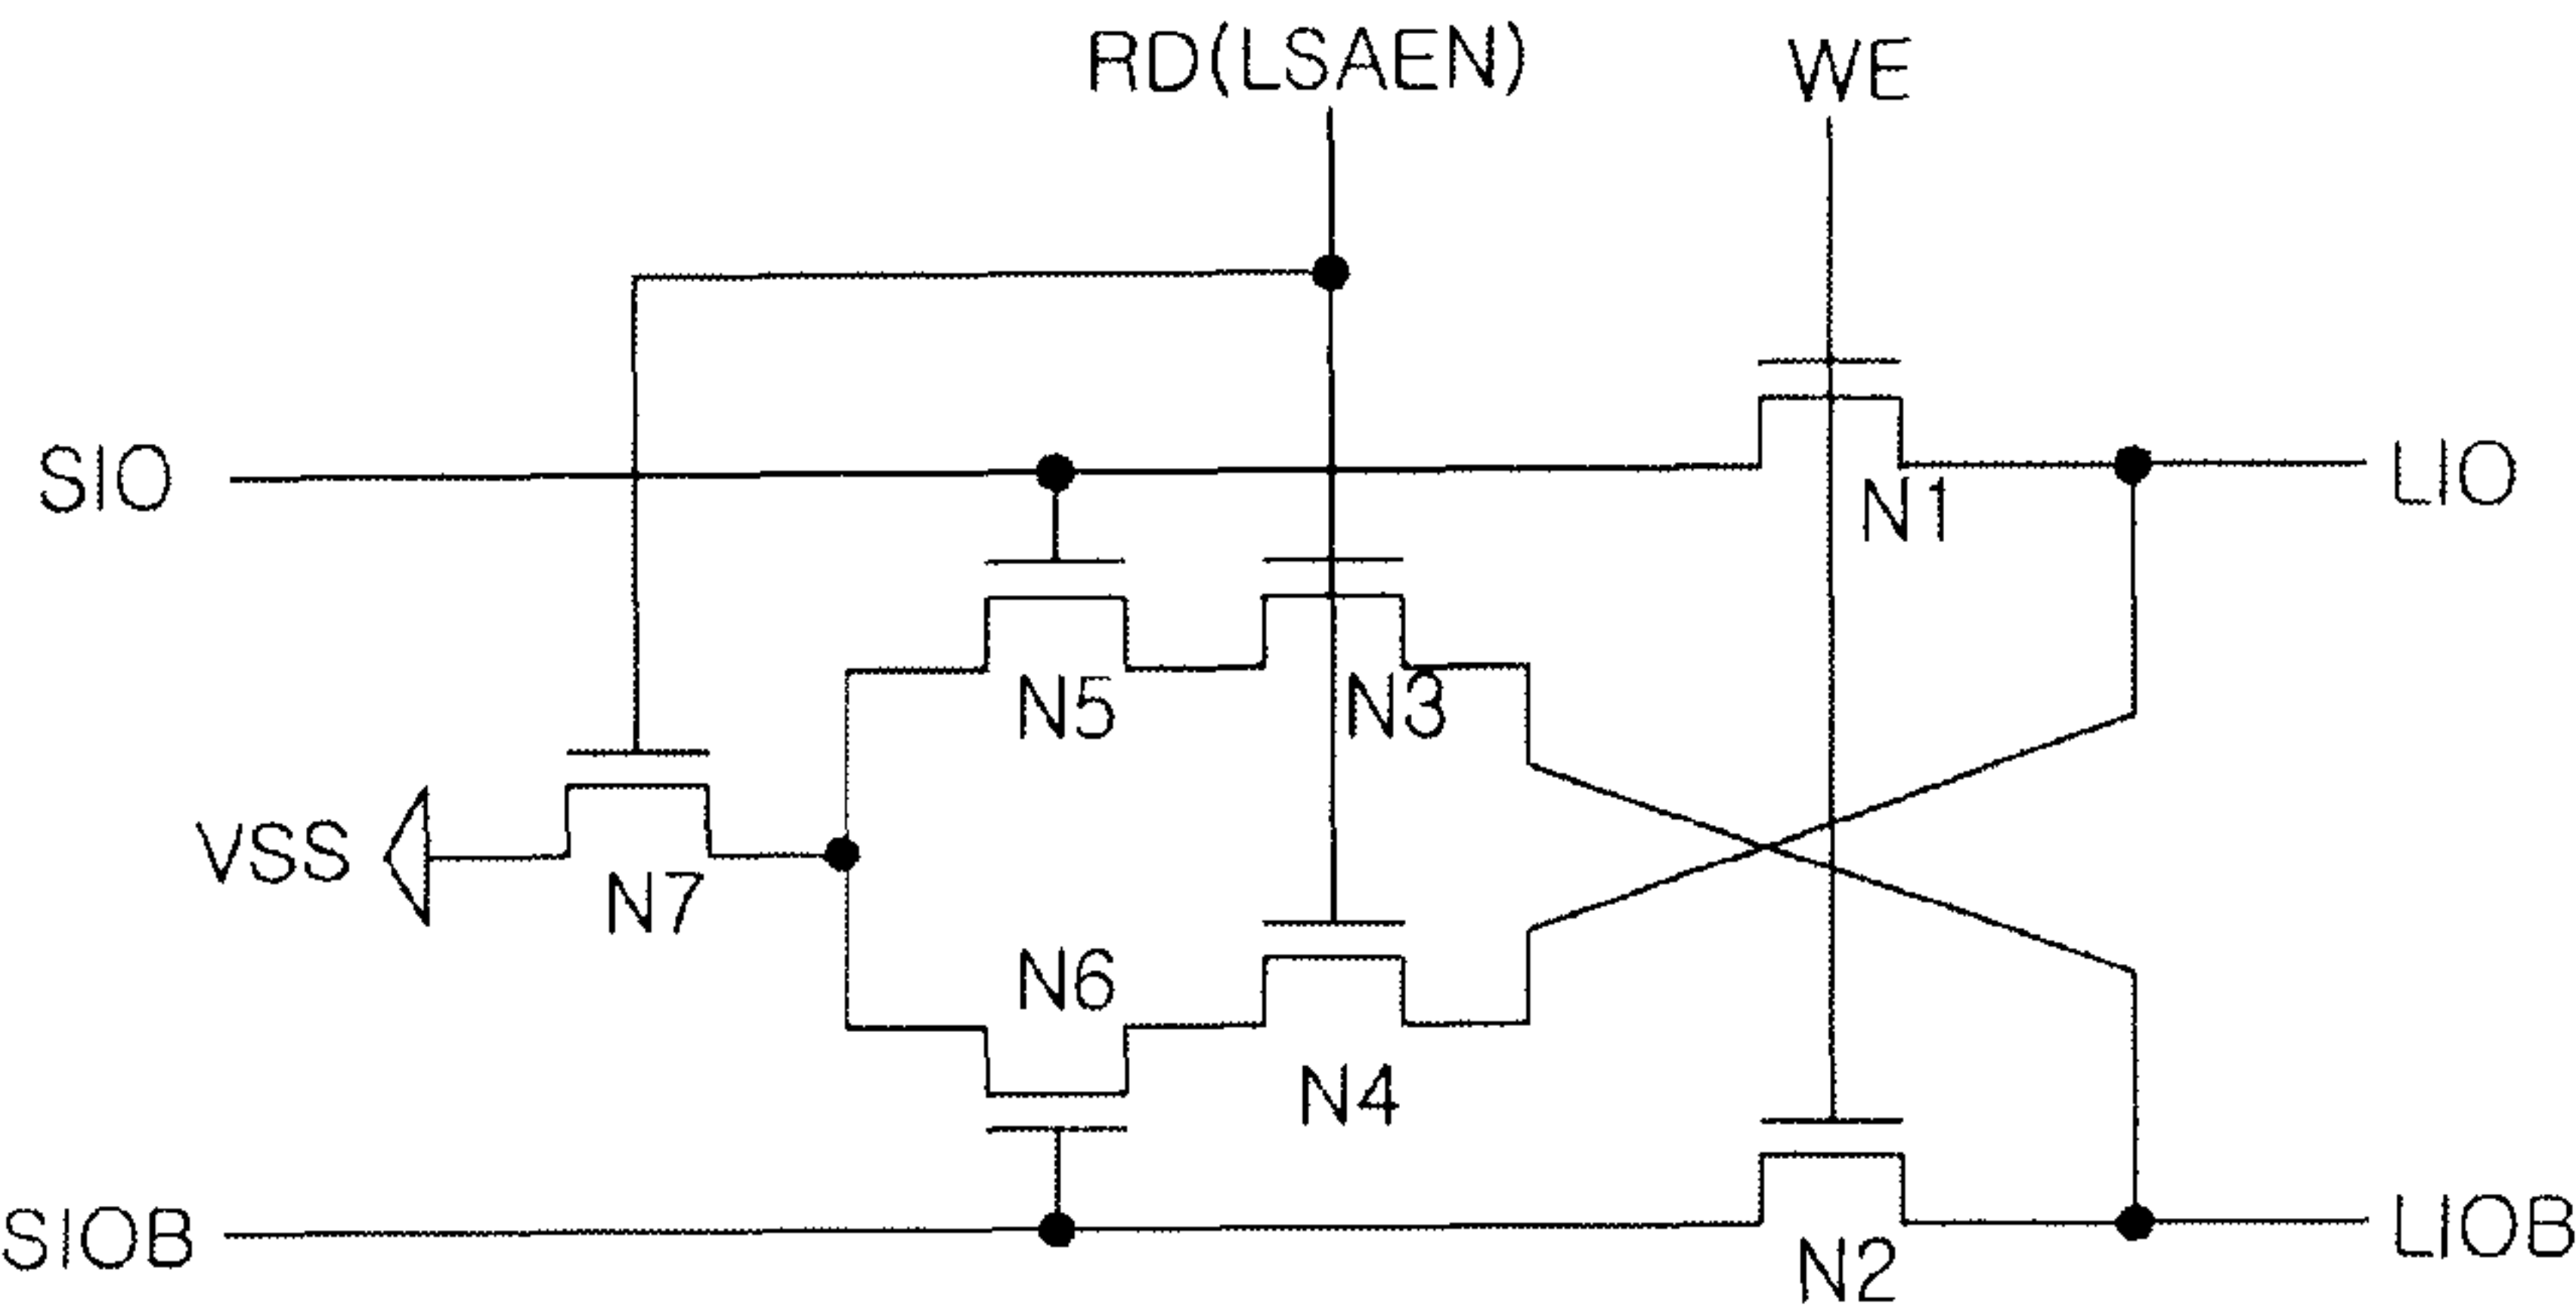 RD(LSAEN)
WE
SIO
LIO
N1
N5
N3
VSS
N7
N6
N4
SIOB
LIOB
N2